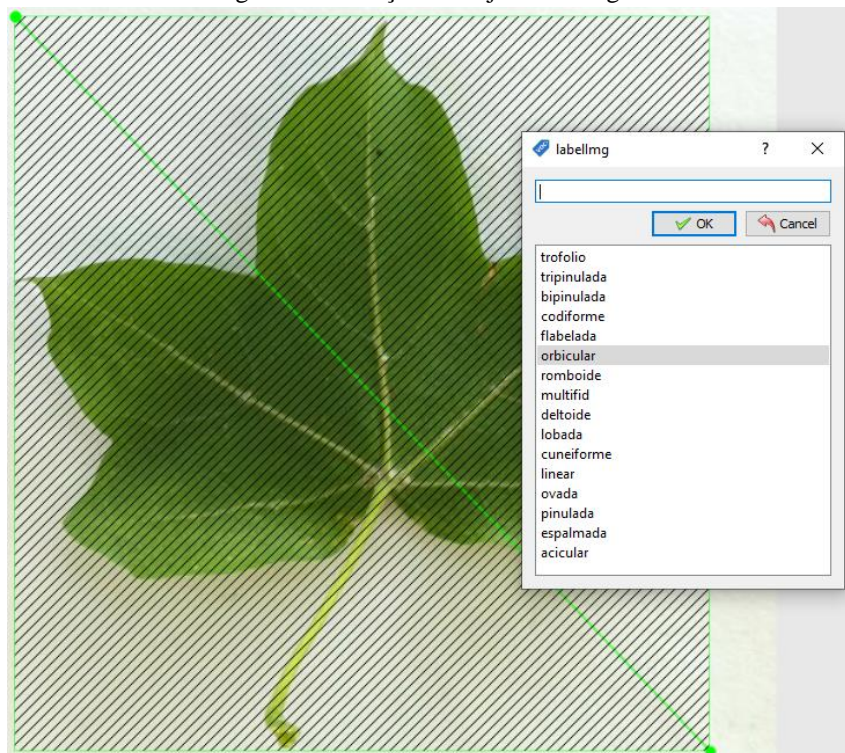 labelImg
?
OK
Cancel
trofolio
tripinulada
bipinulada
codiforme
flabelada
orbicular
romboide
multifid
deltoide
lobada
cuneiforme
linear
ovada
pinulada
espalmada
acicular